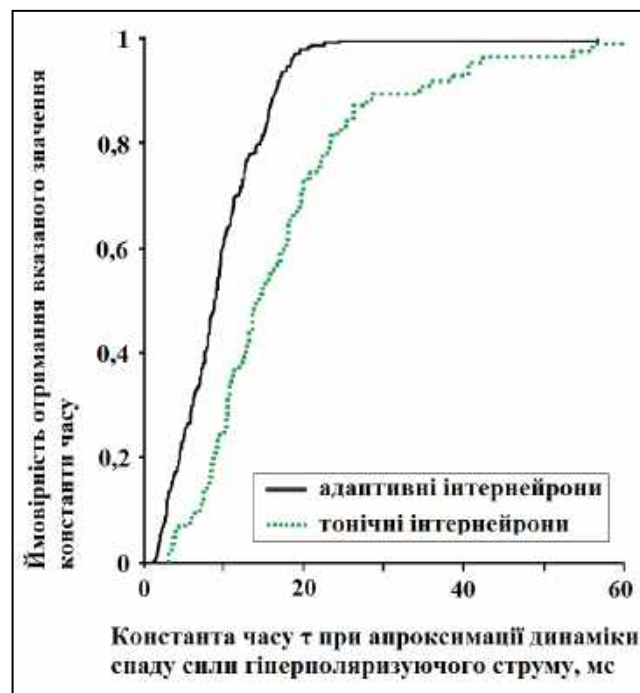 Ймовірність отримання вказаного значення
константи часу
1
0,8
0,6
0,4
0,2
0
адаптивні інтернейрони
тонічні інтернейрони
0
20
40
60
Константа часу τ при апроксимації динаміки
спаду сили гіперполяризуючого струму, мс